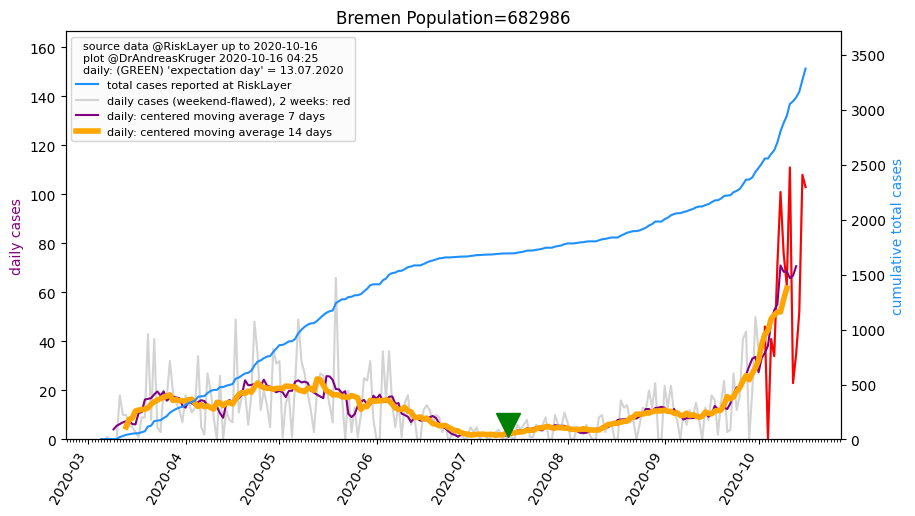 Bremen Population=682986
source data @RiskLayer up to 2020-10-16
plot @DrAndreasKruger 2020-10-16 04:25
daily: (GREEN) 'expectation day' = 13.07.2020
total cases reported at RiskLayer
daily cases (weekend-flawed), 2 weeks: red
daily: centered moving average 7 days
daily: centered moving average 14 days
daily cases
160
140
120
100
80
60
40
20
0
cumulative total cases
3500
3000
2500
2000
1500
1000
500
0
2020-03
2020-04
2020-05
2020-06
2020-07
2020-08
2020-09
2020-10